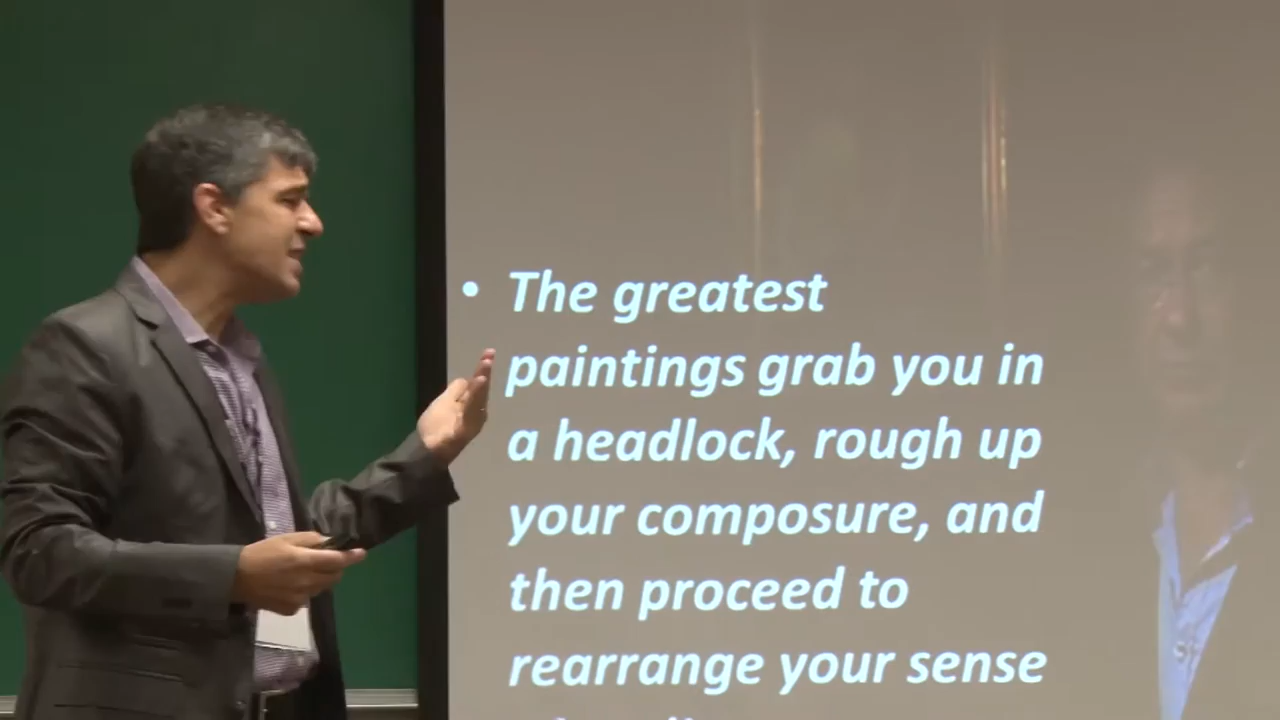 • The greatest
paintings grab you in
a headlock, rough up
your composure, and
then proceed to
rearrange your sense